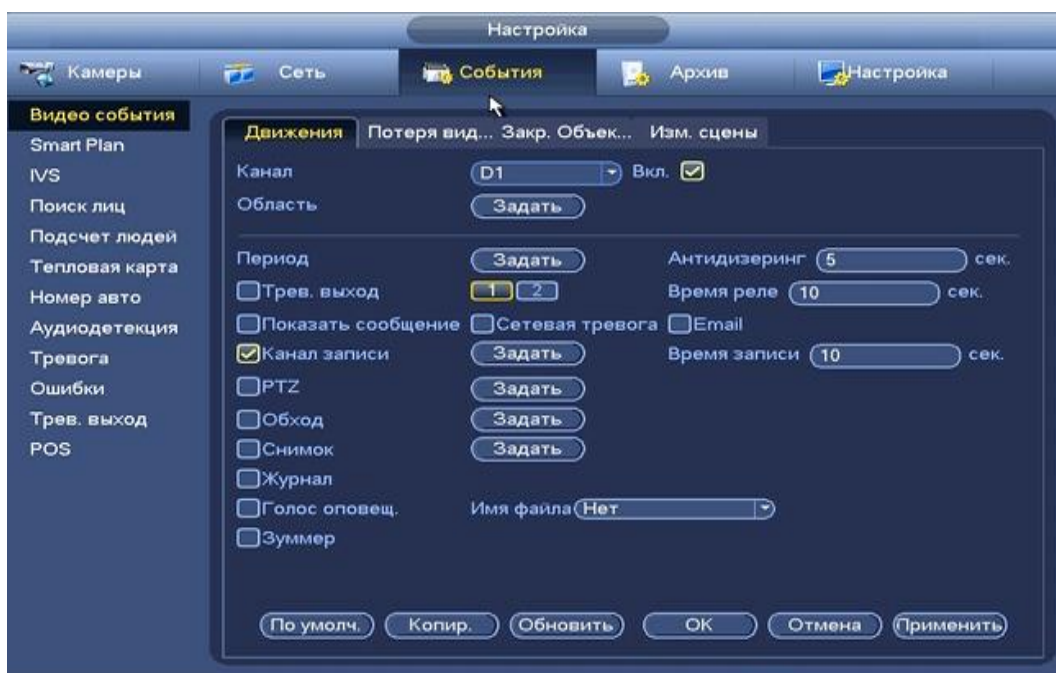 Настройка
Камеры Сеть События Архив Настройка
Видео события
Smart Plan
IVS
Поиск лиц
Подсчет людей
Тепловая карта
Номер авто
Аудиодетекция
Тревога
Ошибки
Трев. выход
POS
Движения Потеря вид... Закр. Объек... Изм. сцены
Канал D1 Вкл.
Область Задать
Период Задать Антидизеринг 5 сек.
Трев. выход 1 2 Время реле 10 сек.
Показать сообщение Сетевая тревога Email
Канал записи Задать Время записи 10 сек.
PTZ Задать
Обход Задать
Снимок Задать
Журнал
Голос оповещ. Имя файла Нет
Зуммер
По умолч. Копир. Обновить OK Отмена Применить